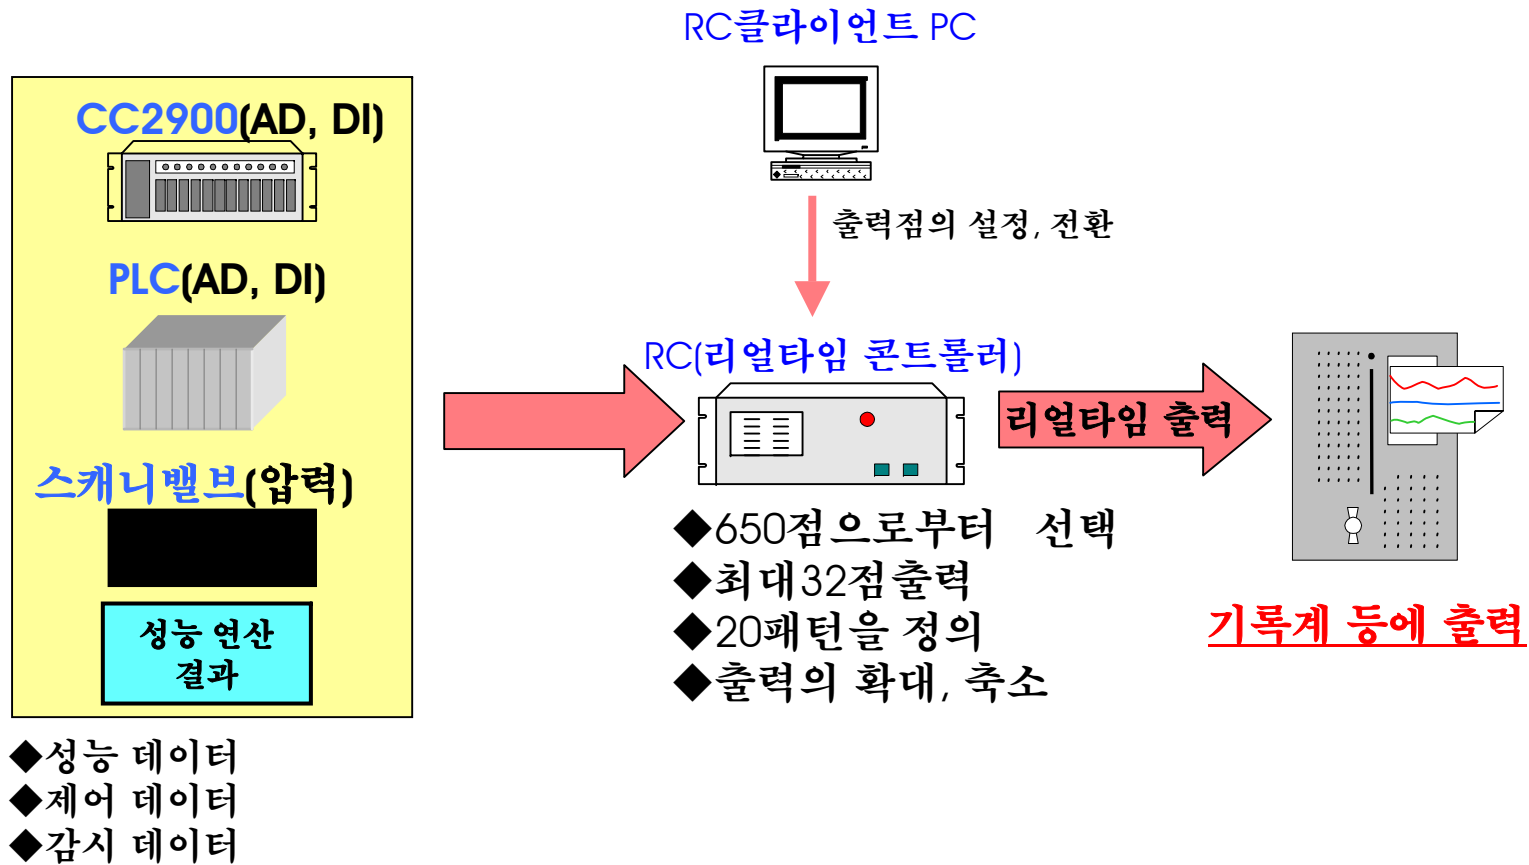 RC클라이언트 PC
CC2900(AD, DI)
출력점의 설정, 전환
PLC(AD, DI)
RC(리얼타임 콘트롤러)
리얼타임 출력
스캐니밸브(압력)
◆650점으로부터 선택
◆최대32점출력
◆20패턴을 정의
◆출력의 확대, 축소
기록계 등에 출력
성능 연산
결과
◆성능 데이터
◆제어 데이터
◆감시 데이터